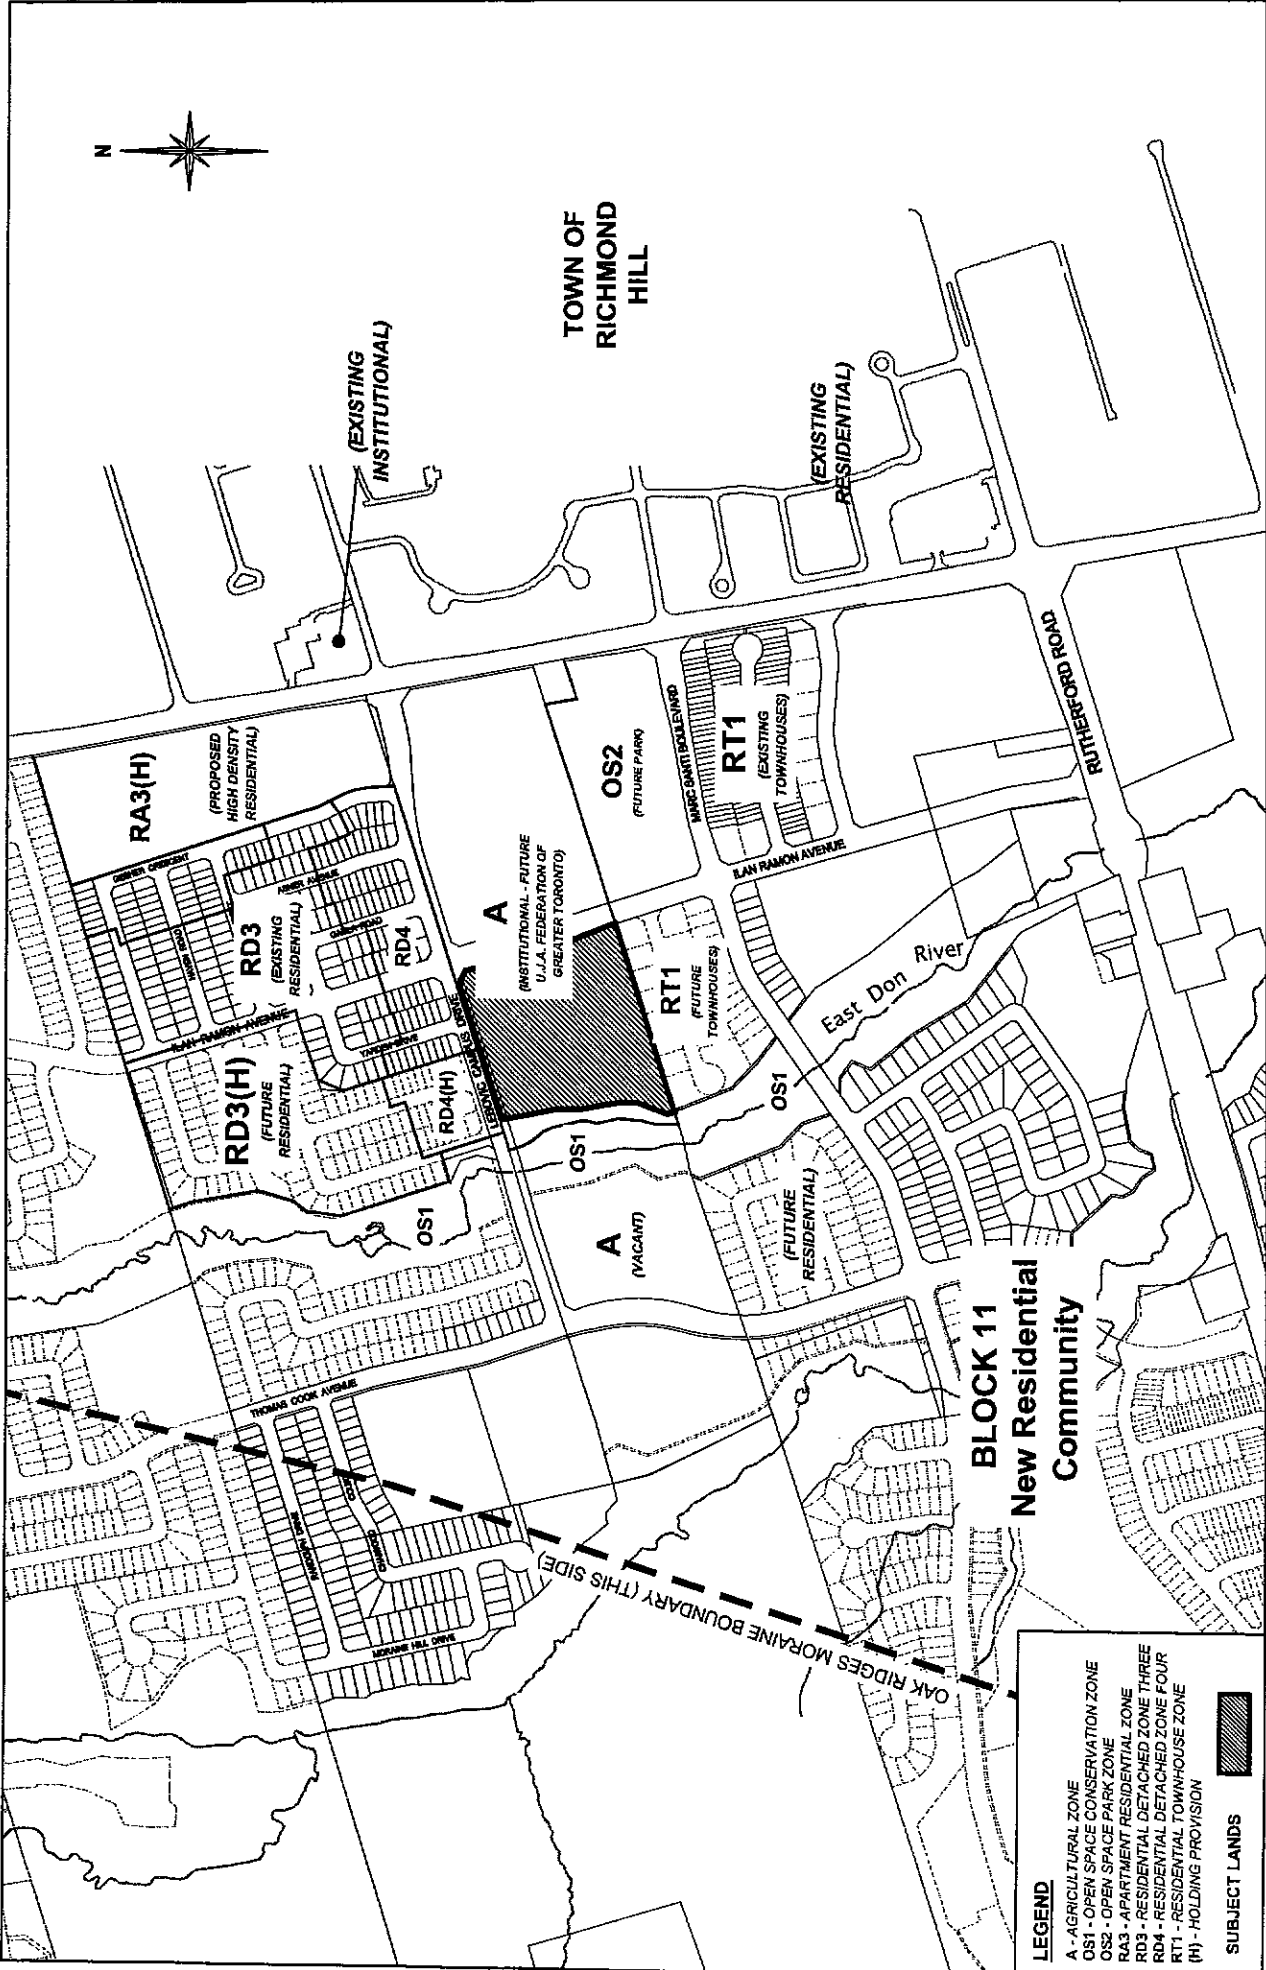 N
TOWN OF
RICHMOND
HILL
(EXISTING
INSTITUTIONAL)
(EXISTING
RESIDENTIAL)
RA3(H)
(PROPOSED
HIGH DENSITY
RESIDENTIAL)
ABNER AVENUE
RD3
(EXISTING
RESIDENTIAL)
RD4
ILAN RAMON AVENUE
RD3(H)
(FUTURE
RESIDENTIAL)
RD4(H)
LEBOVIC CAMPUS DRIVE
A
(INSTITUTIONAL - FUTURE
U.J.A. FEDERATION OF
GREATER TORONTO)
OS2
(FUTURE PARK)
MARC SANTI BOULEVARD
RT1
(EXISTING
TOWNHOUSES)
ILAN RAMON AVENUE
RT1
(FUTURE
TOWNHOUSES)
RUTHERFORD ROAD
East Don River
OS1
OS1
OS1
A
(VACANT)
(FUTURE
RESIDENTIAL)
THOMAS COOK AVENUE
MORAINE HILL DRIVE
OAK RIDGES MORAINE BOUNDARY (THIS SIDE)
BLOCK 11
New Residential
Community
LEGEND
A - AGRICULTURAL ZONE
OS1 - OPEN SPACE CONSERVATION ZONE
OS2 - OPEN SPACE PARK ZONE
RA3 - APARTMENT RESIDENTIAL ZONE
RD3 - RESIDENTIAL DETACHED ZONE THREE
RD4 - RESIDENTIAL DETACHED ZONE FOUR
RT1 - RESIDENTIAL TOWNHOUSE ZONE
(H) - HOLDING PROVISION
SUBJECT LANDS